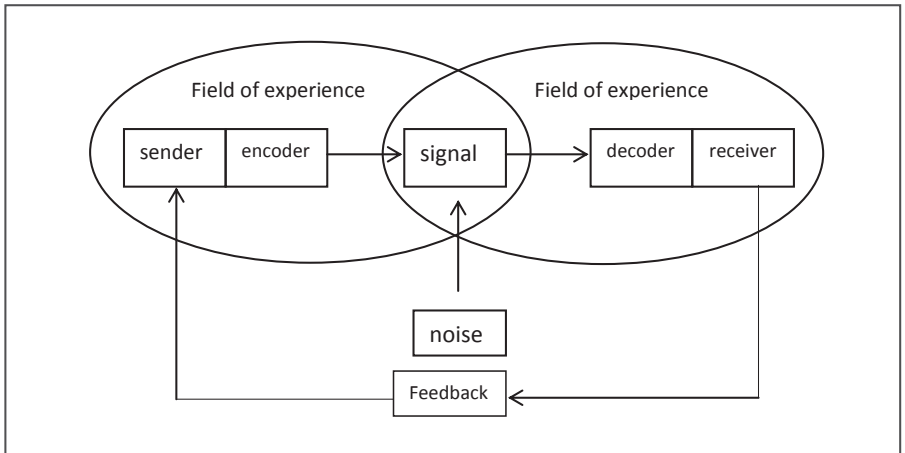 Field of experience
Field of experience
sender
encoder
signal
decoder
receiver
noise
Feedback